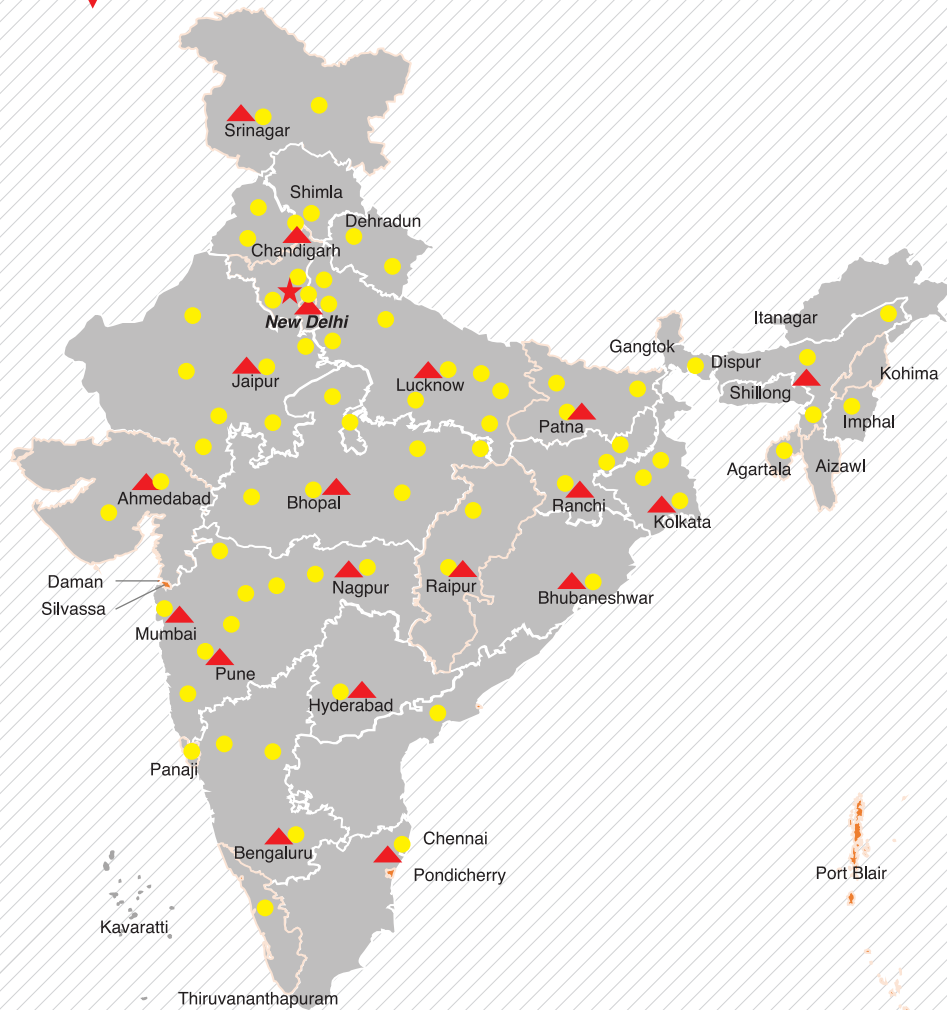 Srinagar
Shimla
Dehradun
Chandigarh
New Delhi
Itanagar
Gangtok
Dispur
Kohima
Jaipur
Lucknow
Shillong
Imphal
Patna
Agartala
Aizawl
Ahmedabad
Bhopal
Ranchi
Kolkata
Daman
Nagpur
Raipur
Bhubaneshwar
Silvassa
Mumbai
Pune
Hyderabad
Panaji
Chennai
Bengaluru
Pondicherry
Port Blair
Kavaratti
Thiruvananthapuram